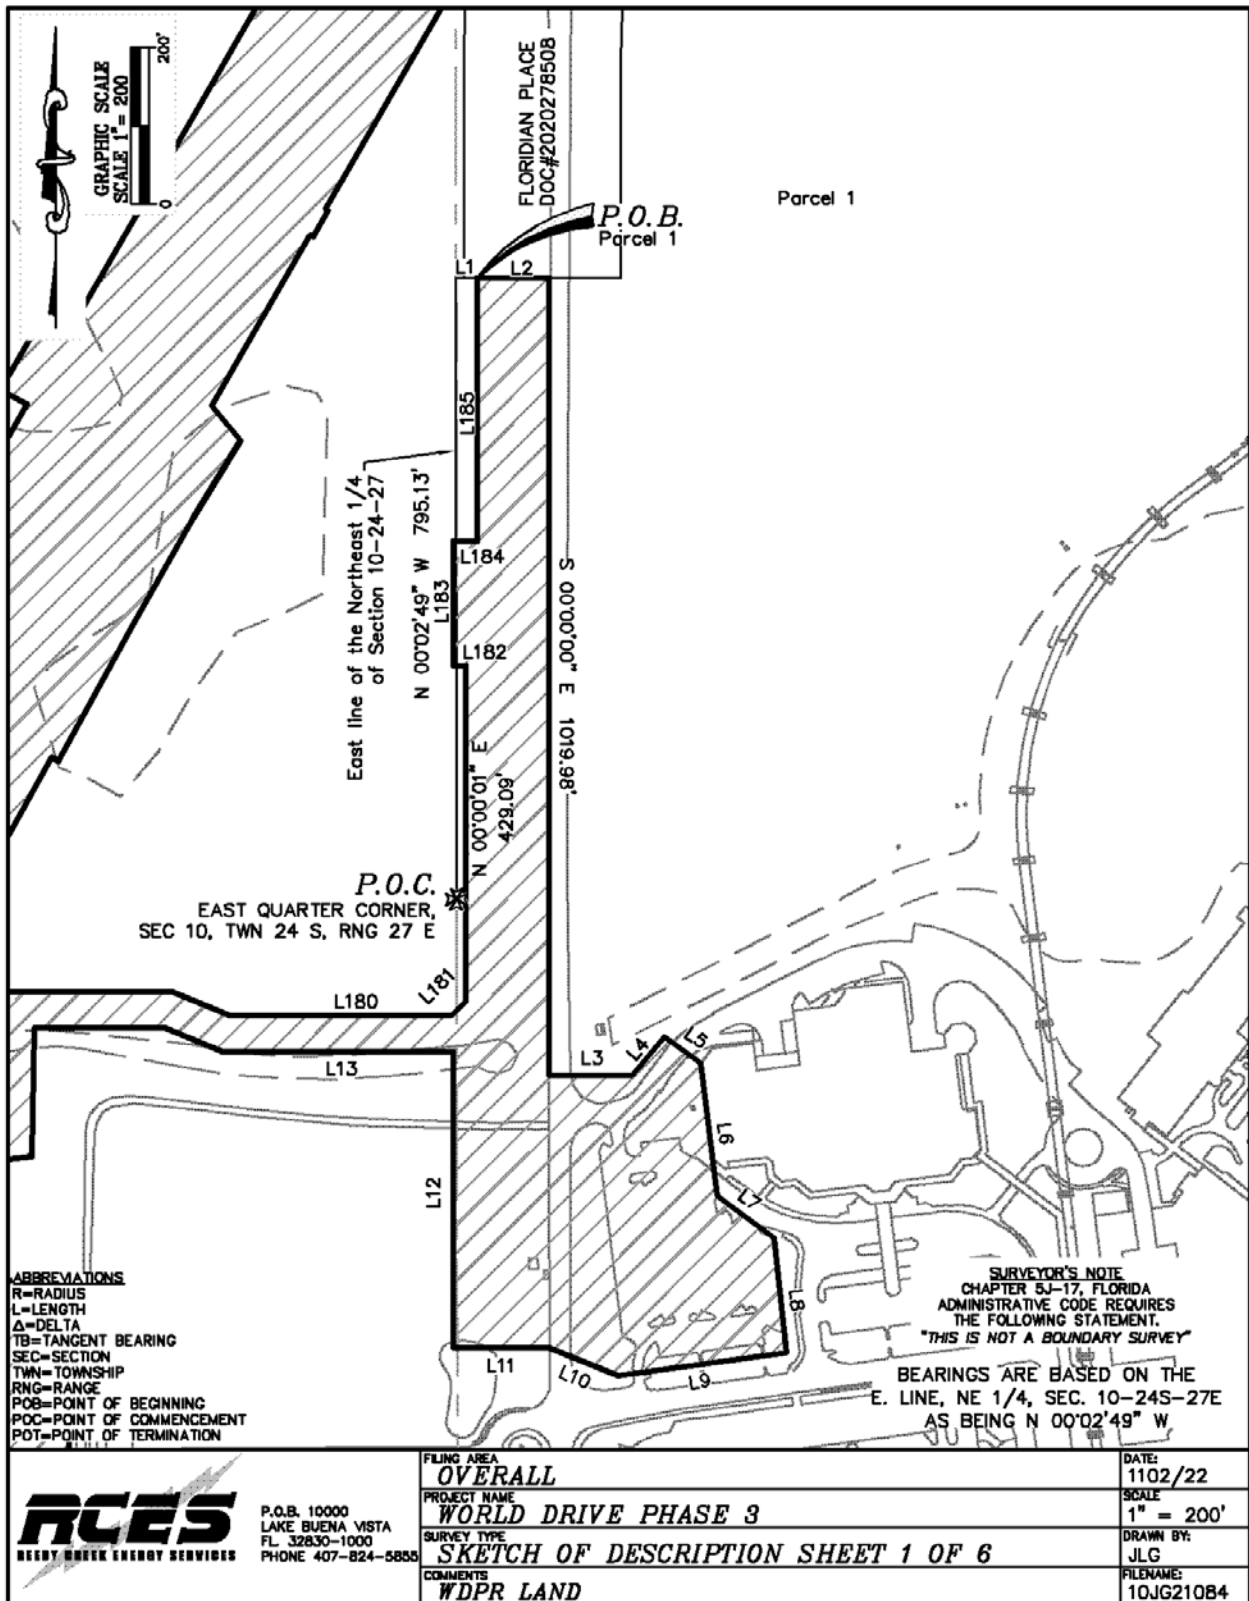 GRAPHIC SCALE
SCALE 1"= 200
0
200'
FLORIDIAN PLACE
DOC#20202785​08
P.O.B.
Parcel 1
Parcel 1
L1
L2
L185
East line of the Northeast 1/4
of Section 10-24-27
N 00°02'49" W 795.13'
L184
L183
L182
S 00°00'00" E 1019.98'
N 00°00'01" E
429.09'
P.O.C.
EAST QUARTER CORNER,
SEC 10, TWN 24 S, RNG 27 E
L181
L180
L13
L3
L4
L5
L6
L7
L8
L9
L10
L11
L12
ABBREVIATIONS
R=RADIUS
L=LENGTH
Δ=DELTA
TB=TANGENT BEARING
SEC=SECTION
TWN=TOWNSHIP
RNG=RANGE
POB=POINT OF BEGINNING
POC=POINT OF COMMENCEMENT
POT=POINT OF TERMINATION
SURVEYOR'S NOTE
CHAPTER 5J-17, FLORIDA
ADMINISTRATIVE CODE REQUIRES
THE FOLLOWING STATEMENT.
"THIS IS NOT A BOUNDARY SURVEY"
BEARINGS ARE BASED ON THE
E. LINE, NE 1/4, SEC. 10-24S-27E
AS BEING N 00°02'49" W
RCES
REEDY CREEK ENERGY SERVICES
P.O.B. 10000
LAKE BUENA VISTA
FL 32830-1000
PHONE 407-824-5855
FILING AREA
OVERALL
PROJECT NAME
WORLD DRIVE PHASE 3
SURVEY TYPE
SKETCH OF DESCRIPTION SHEET 1 OF 6
COMMENTS
WDPR LAND
DATE:
1102/22
SCALE
1" = 200'
DRAWN BY:
JLG
FILENAME:
10JG21084